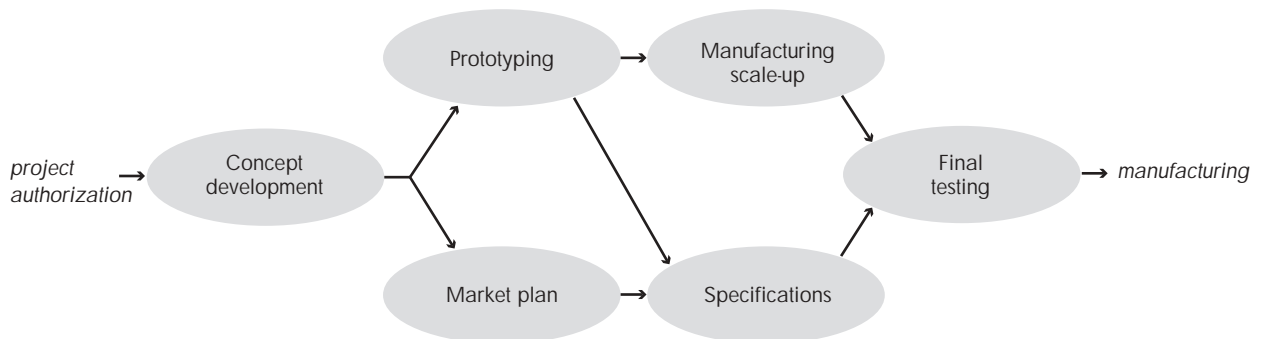 Prototyping
Manufacturing
scale-up
project
authorization
Concept
development
Final
testing
manufacturing
Market plan
Specifications